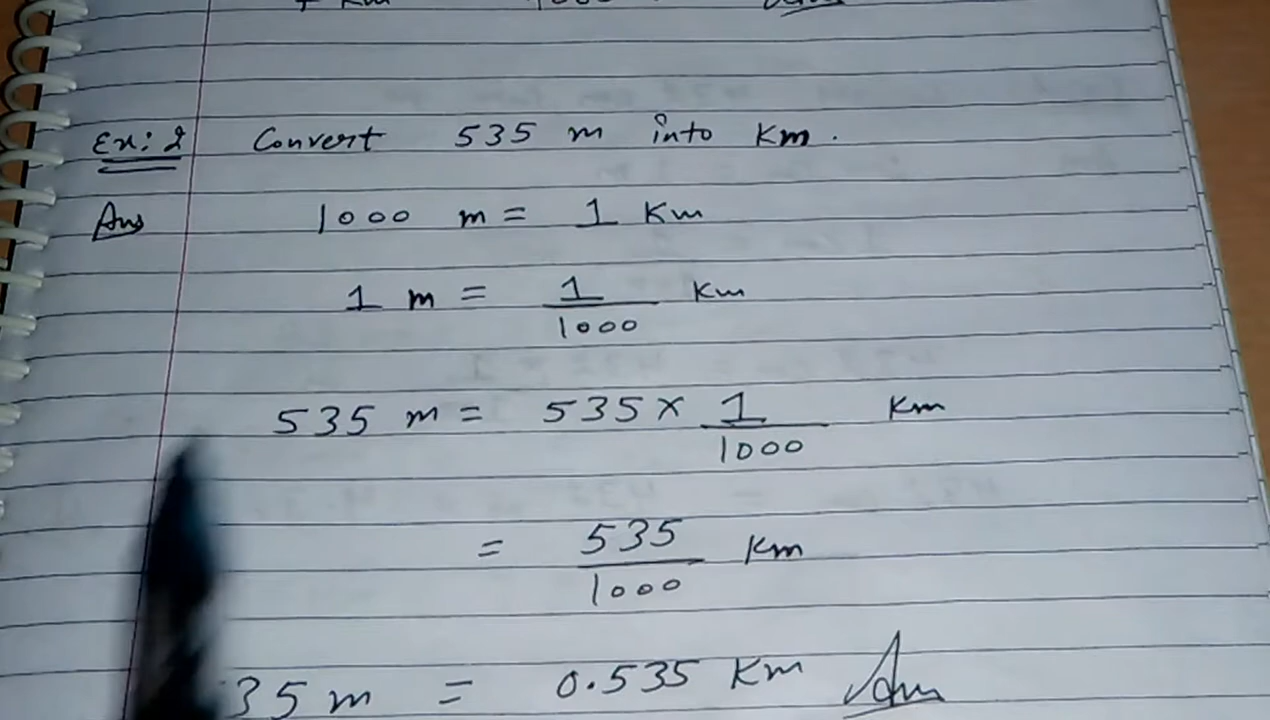 Km
Ex: 2 Convert 535 m into Km.
Ans 1000 m = 1 Km
1 m = 1/1000 Km
535 m = 535 × 1/1000 Km
= 535/1000 Km
35 m = 0.535 Km Ans